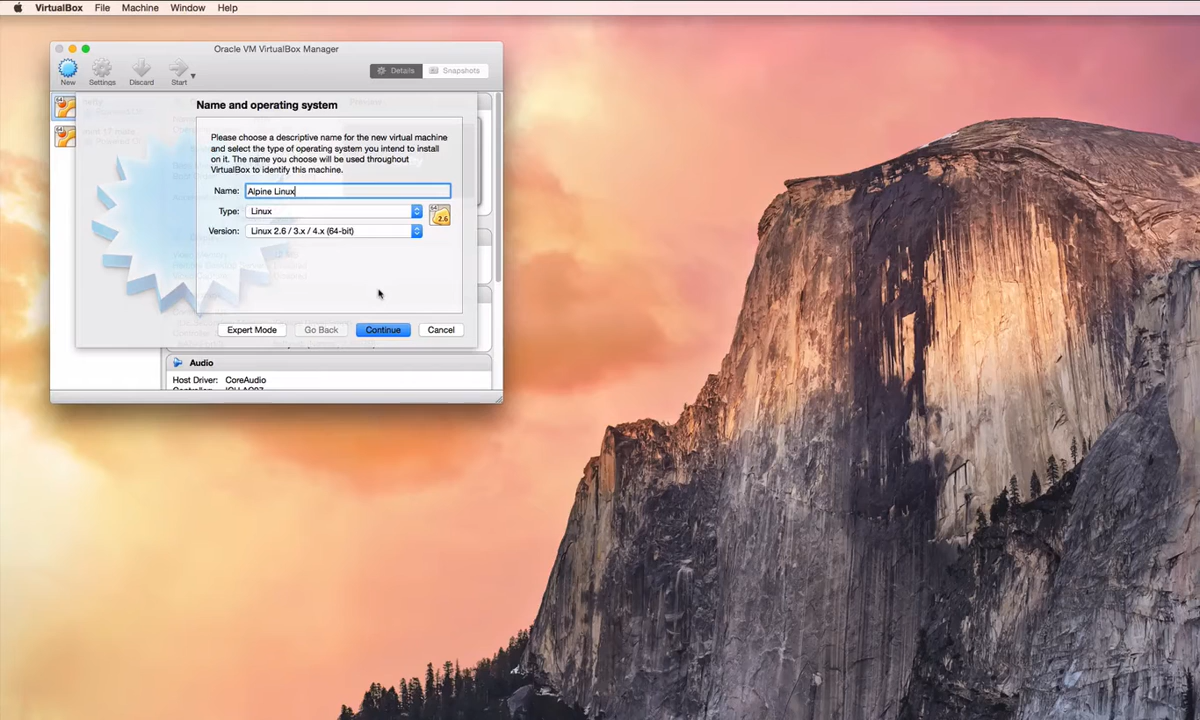 VirtualBox File Machine Window Help
Oracle VM VirtualBox Manager
New Settings Discard Start Details Snapshots
Name and operating system
Please choose a descriptive name for the new virtual machine
and select the type of operating system you intend to install
on it. The name you choose will be used throughout
VirtualBox to identify this machine.
Name: Alpine Linux
Type: Linux
64
2.6
Version: Linux 2.6 / 3.x / 4.x (64-bit)
Expert Mode Go Back Continue Cancel
Audio
Host Driver: CoreAudio